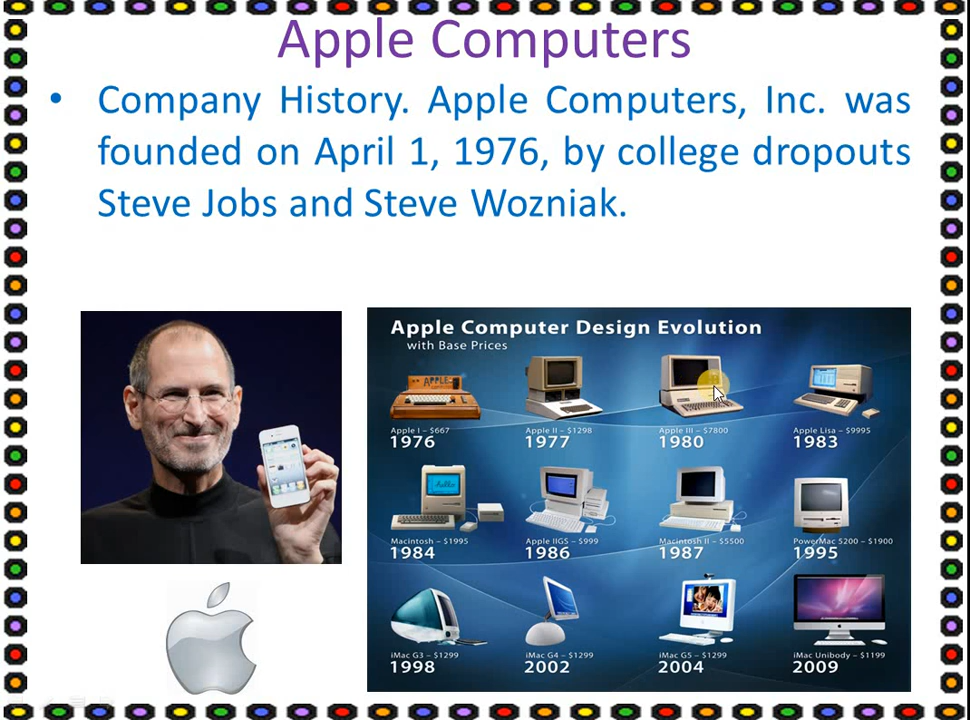 Apple Computers
• Company History. Apple Computers, Inc. was
founded on April 1, 1976, by college dropouts
Steve Jobs and Steve Wozniak.
Apple Computer Design Evolution
with Base Prices
APPLE
Apple I – $667
1976
Apple II – $1298
1977
Apple III – $7800
1980
Apple Lisa – $9995
1983
hello
Macintosh – $1995
1984
Apple IIGS – $999
1986
Macintosh II – $5500
1987
PowerMac 5200 – $1900
1995
iMac G3 – $1299
1998
iMac G4 – $1299
2002
iMac G5 – $1299
2004
iMac Unibody – $1199
2009